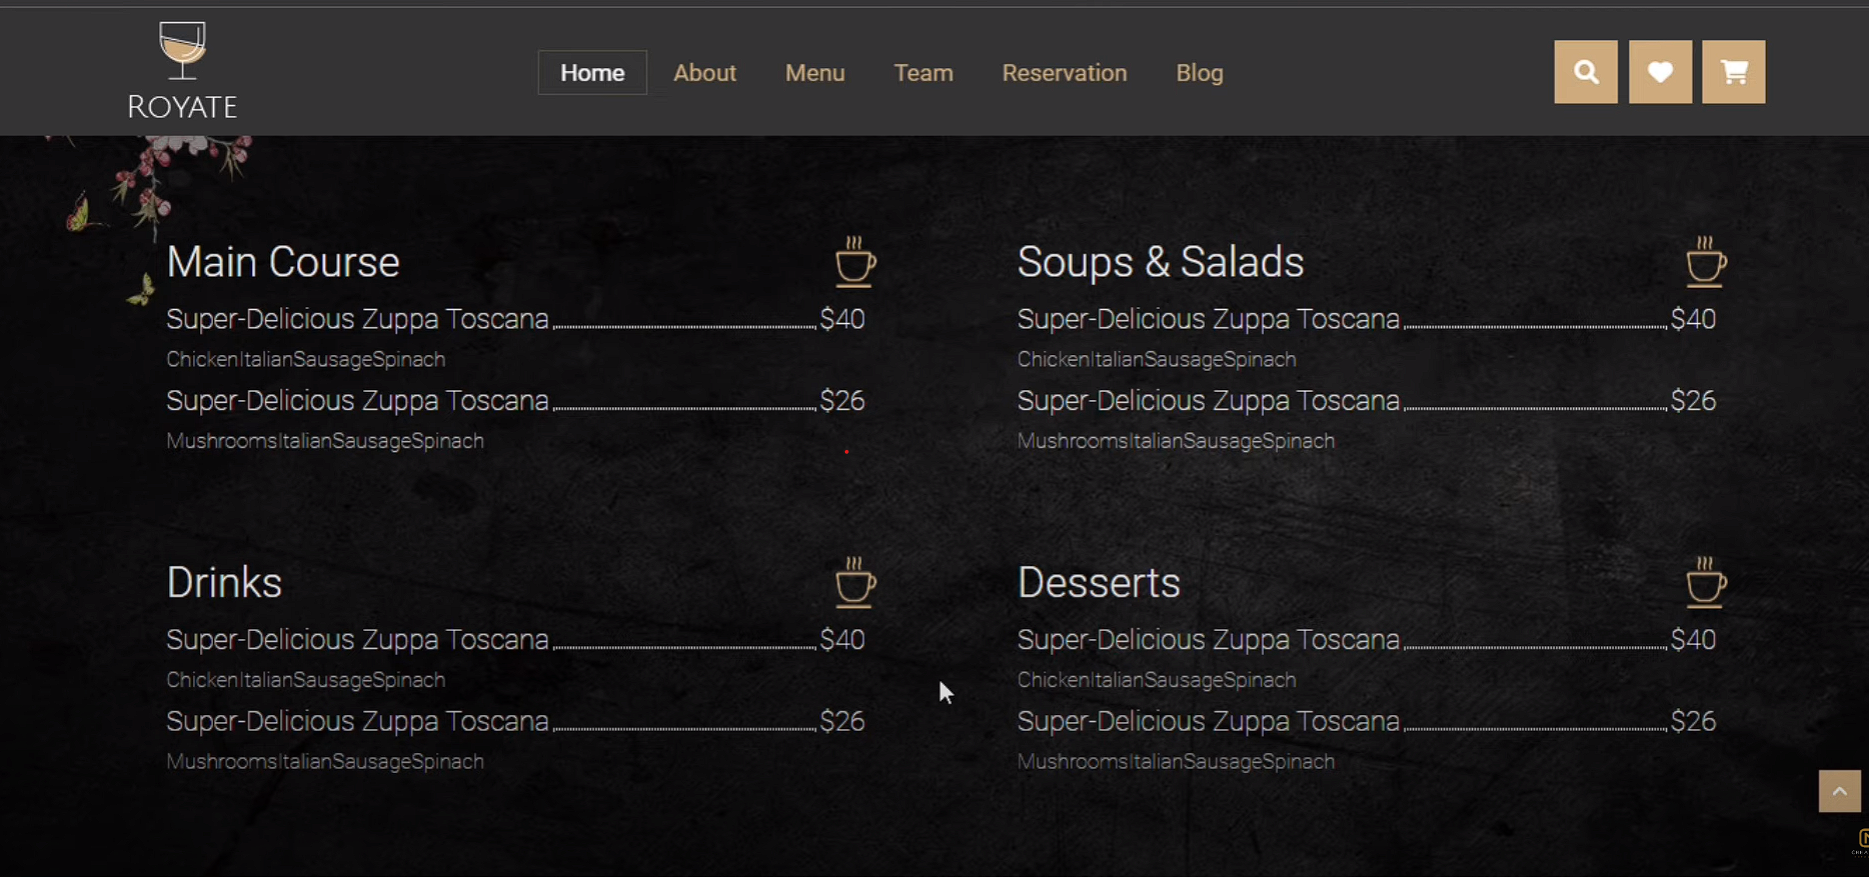 ROYATE
Home About Menu Team Reservation Blog
Main Course
Super-Delicious Zuppa Toscana $40
ChickenItalianSausageSpinach
Super-Delicious Zuppa Toscana $26
MushroomsItalianSausageSpinach
Soups & Salads
Super-Delicious Zuppa Toscana $40
ChickenItalianSausageSpinach
Super-Delicious Zuppa Toscana $26
MushroomsItalianSausageSpinach
Drinks
Super-Delicious Zuppa Toscana $40
ChickenItalianSausageSpinach
Super-Delicious Zuppa Toscana $26
MushroomsItalianSausageSpinach
Desserts
Super-Delicious Zuppa Toscana $40
ChickenItalianSausageSpinach
Super-Delicious Zuppa Toscana $26
MushroomsItalianSausageSpinach